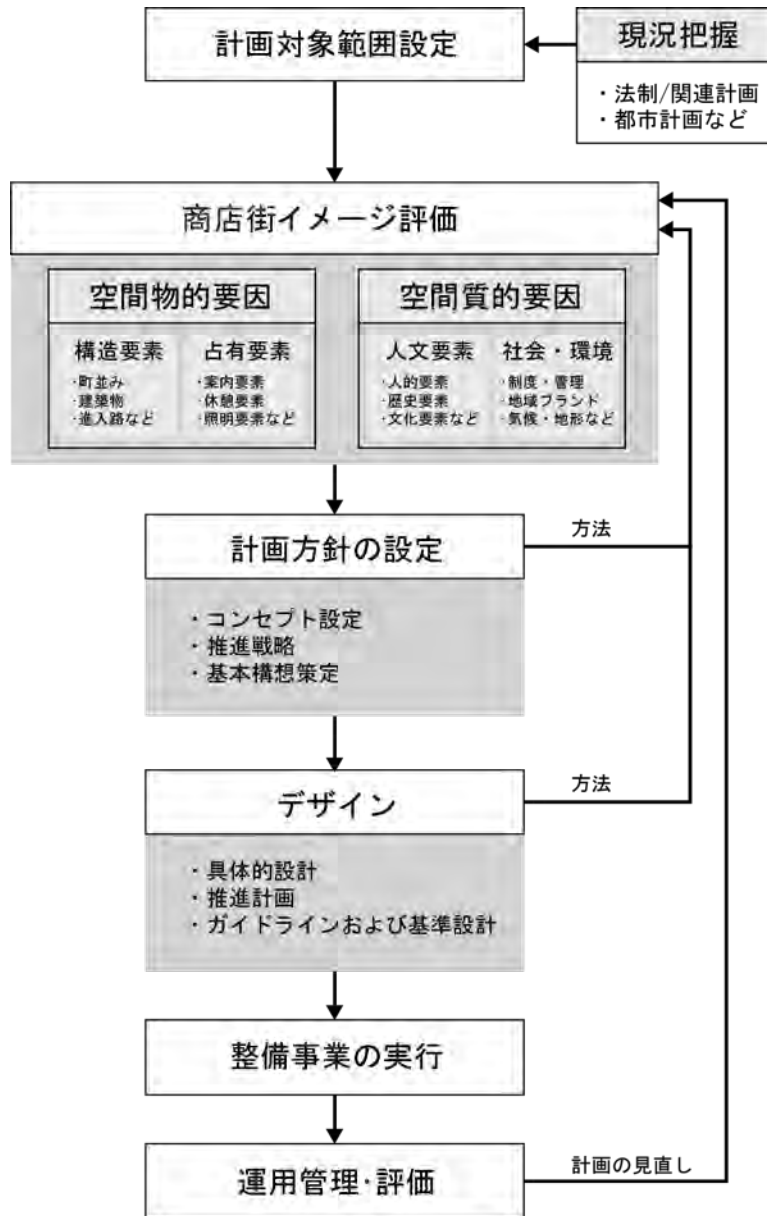 計画対象範囲設定
現況把握
・法制/関連計画
・都市計画など
商店街イメージ評価
空間物的要因
構造要素
・町並み
・建築物
・進入路など
占有要素
・案内要素
・休憩要素
・照明要素など
空間質的要因
人文要素
・人的要素
・歴史要素
・文化要素など
社会・環境
・制度・管理
・地域ブランド
・気候・地形など
計画方針の設定
方法
・コンセプト設定
・推進戦略
・基本構想策定
デザイン
方法
・具体的設計
・推進計画
・ガイドラインおよび基準設計
整備事業の実行
運用管理・評価
計画の見直し